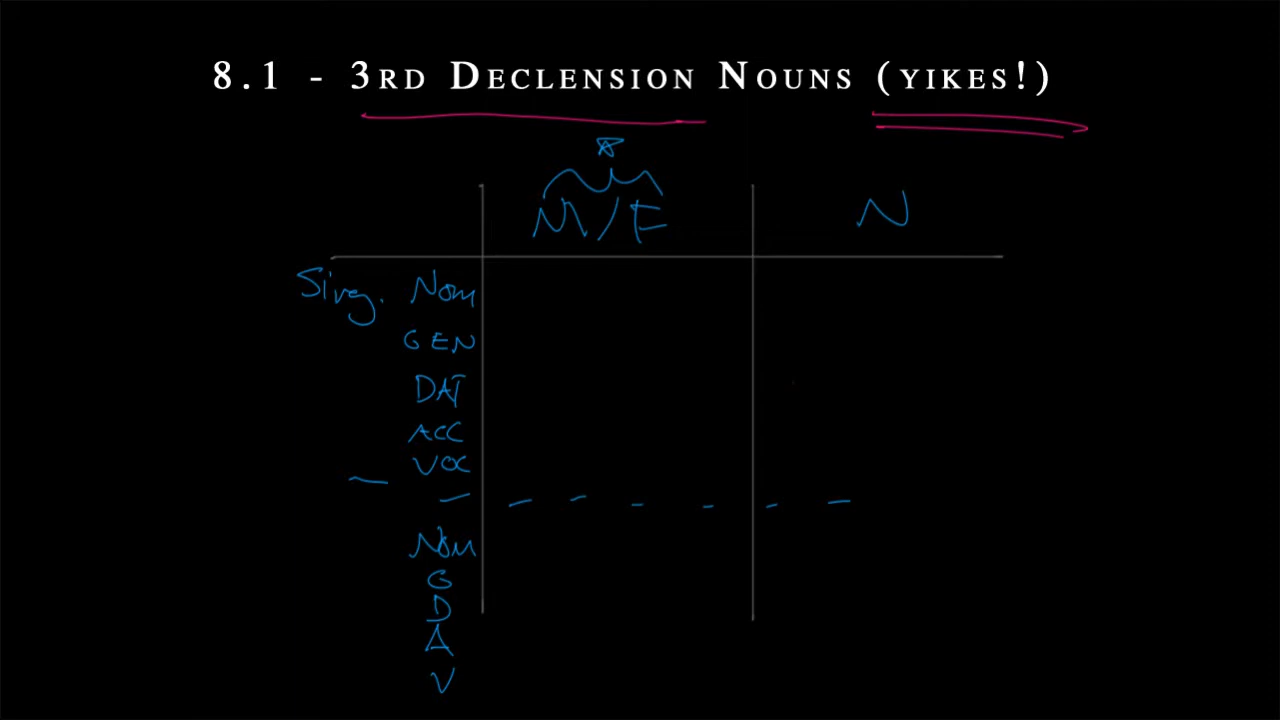 8.1 - 3RD DECLENSION NOUNS (YIKES!)
M/F N
Sing. Nom
GEN
DAT
ACC
VOC
Nom
G
D
A
V